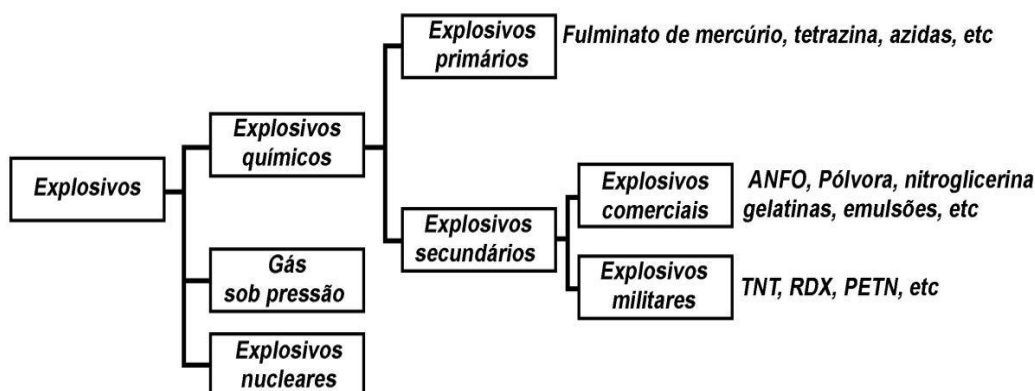 Explosivos
Explosivos
químicos
Gás
sob pressão
Explosivos
nucleares
Explosivos
primários
Fulminato de mercúrio, tetrazina, azidas, etc
Explosivos
secundários
Explosivos
comerciais
ANFO, Pólvora, nitroglicerina
gelatinas, emulsões, etc
Explosivos
militares
TNT, RDX, PETN, etc